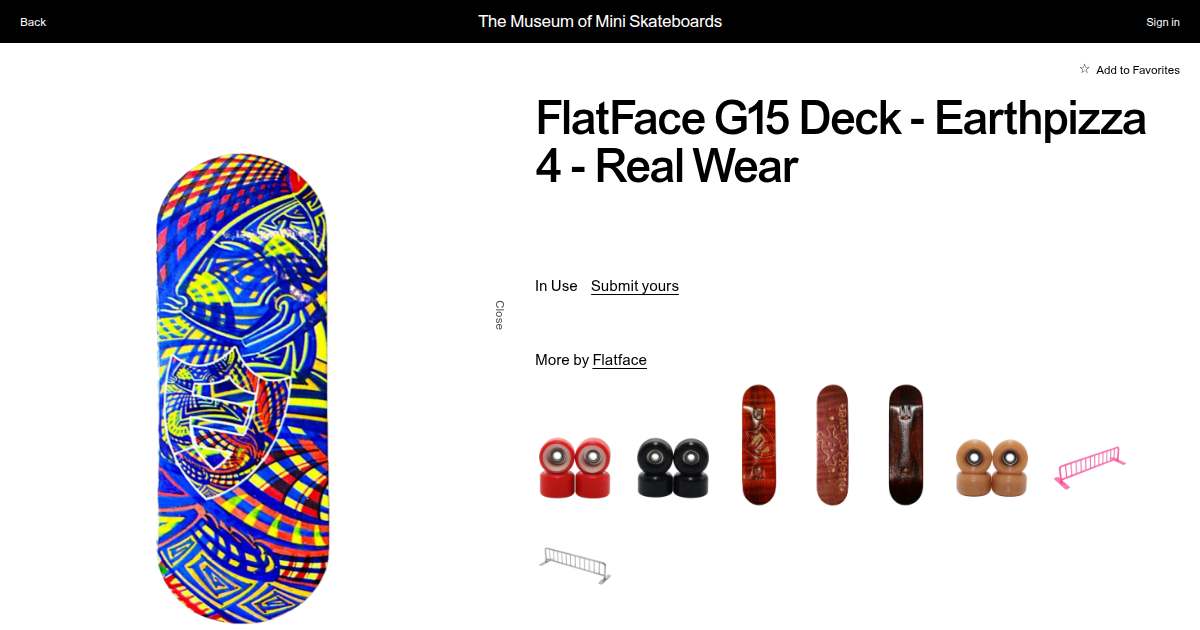 Back
The Museum of Mini Skateboards
Sign in
☆ Add to Favorites
FlatFace G15 Deck - Earthpizza
4 - Real Wear
In Use Submit yours
Close
More by Flatface